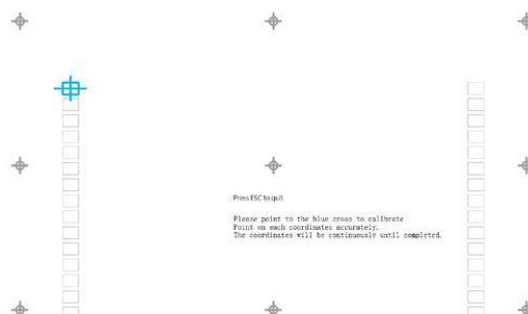 Press ESC to quit
Please point to the blue cross to calibrate
Point on each coordinates accurately.
The coordinates will be continuously until completed.